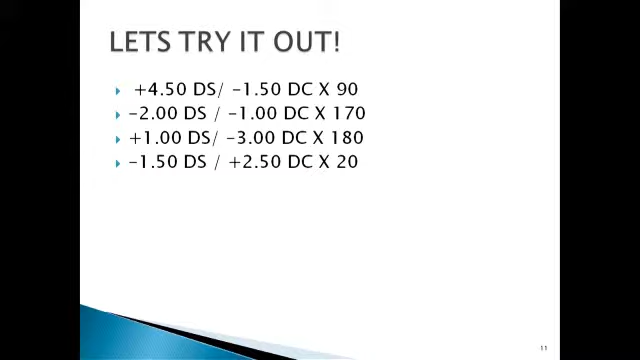 LETS TRY IT OUT!
+4.50 DS/ -1.50 DC X 90
-2.00 DS / -1.00 DC X 170
+1.00 DS/ -3.00 DC X 180
-1.50 DS / +2.50 DC X 20
11